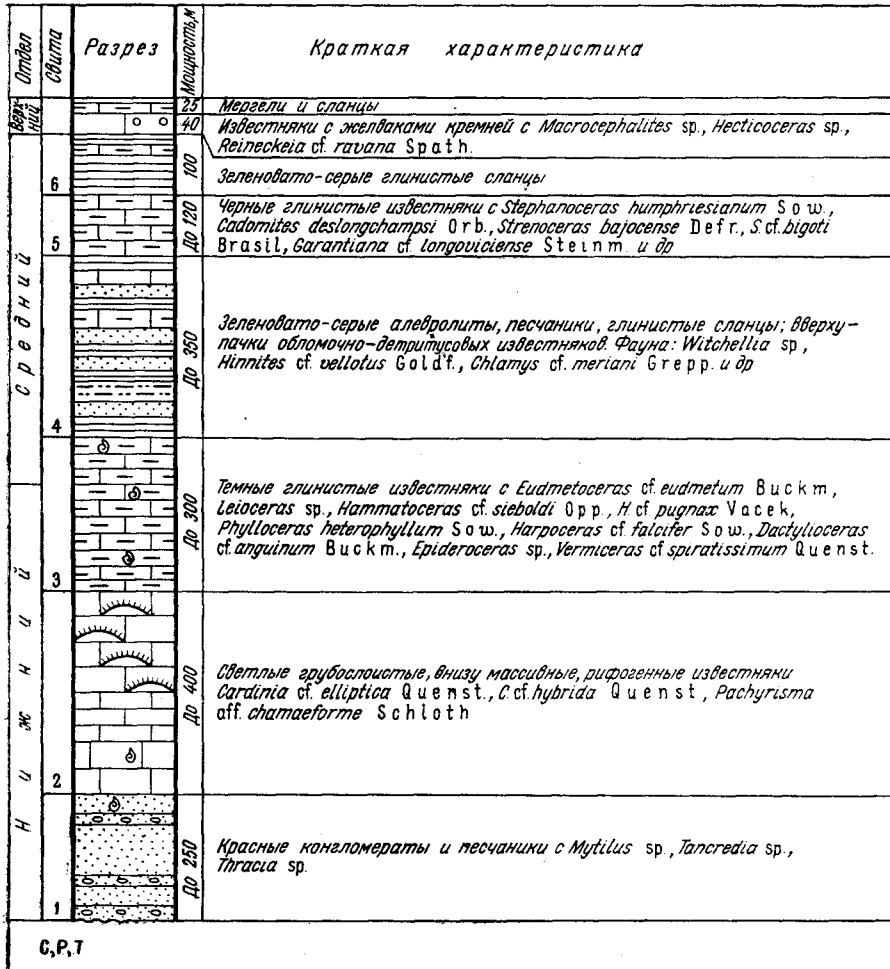 Отдел
Свита
Разрез
Мощность, м
Краткая характеристика
Верхний
25
Мергели и сланцы
40
Известняки с желваками кремней с Macrocephalites sp., Hecticoceras sp.,
Reineckeia cf. ravana Spath.
Средний
6
100
Зеленовато-серые глинистые сланцы
5
До 120
Черные глинистые известняки с Stephanoceras humphriesianum Sow.,
Cadomites deslongchampsi Orb., Strenoceras bajocense Defr., S. cf. bigoti
Brasil, Garantiana cf. longoviciense Steinm. и др
4
До 350
Зеленовато-серые алевролиты, песчаники, глинистые сланцы; вверху-
пачки обломочно-детритусовых известняков. Фауна: Witchellia sp.,
Hinnites cf. vellotus Goldf., Chlamys cf. meriani Grepp. и др
Нижний
3
До 300
Темные глинистые известняки с Eudmetoceras cf. eudmetum Buckm.,
Leioceras sp., Hammatoceras cf. sieboldi Opp., H. cf. pugnax Vacek,
Phylloceras heterophyllum Sow., Harpoceras cf. falcifer Sow., Dactylioceras
cf. anguinum Buckm., Epideroceras sp., Vermiceras cf. spiratissimum Quenst.
2
До 400
Светлые грубослоистые, внизу массивные, рифогенные известняки
Cardinia cf. elliptica Quenst., C. cf. hybrida Quenst., Pachyrisma
aff. chamaeforme Schloth
1
До 250
Красные конгломераты и песчаники с Mytilus sp., Tancredia sp.,
Thracia sp.
C,P,T